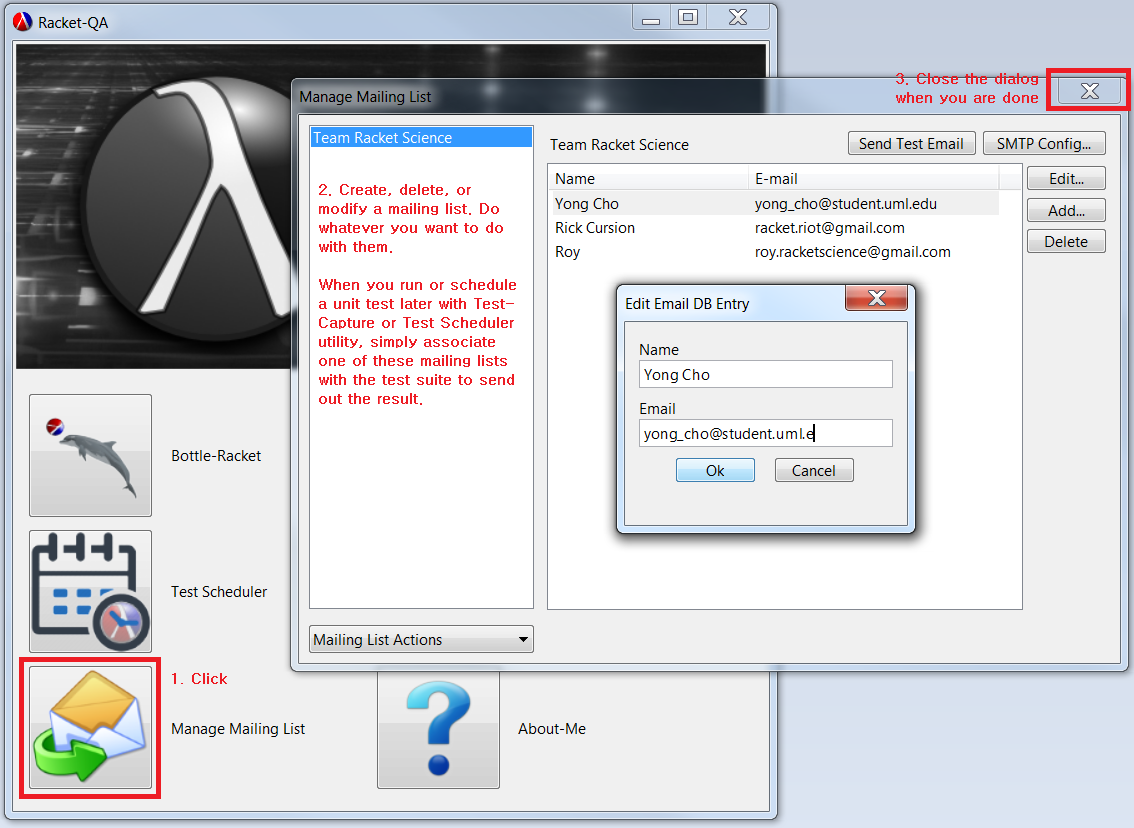 Racket-QA
3. Close the dialog
when you are done
Manage Mailing List
Team Racket Science
2. Create, delete, or
modify a mailing list. Do
whatever you want to do
with them.
When you run or schedule
a unit test later with Test-
Capture or Test Scheduler
utility, simply associate
one of these mailing lists
with the test suite to send
out the result.
Mailing List Actions
Team Racket Science
Send Test Email
SMTP Config...
Name E-mail
Yong Cho yong_cho@student.uml.edu
Rick Cursion racket.riot@gmail.com
Roy roy.racketscience@gmail.com
Edit...
Add...
Delete
Edit Email DB Entry
Name
Yong Cho
Email
yong_cho@student.uml.e
Ok
Cancel
Bottle-Racket
Test Scheduler
1. Click
Manage Mailing List
About-Me